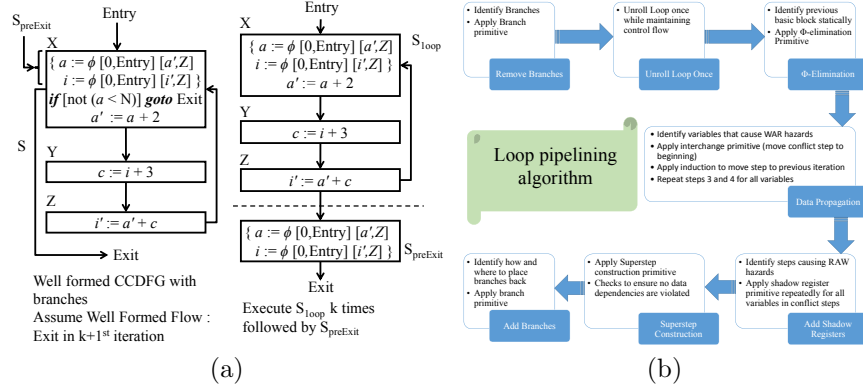 S_preExit
Entry
X
{ a := ϕ [0,Entry] [a′,Z]
i := ϕ [0,Entry] [i′,Z] }
if [not (a < N)] goto Exit
a′ := a + 2
S
Y
c := i + 3
Z
i′ := a′ + c
Exit
Well formed CCDFG with
branches
Assume Well Formed Flow :
Exit in k+1st iteration
Entry
X
S_loop
{ a := ϕ [0,Entry] [a′,Z]
i := ϕ [0,Entry] [i′,Z] }
a′ := a + 2
Y
c := i + 3
Z
i′ := a′ + c
{ a := ϕ [0,Entry] [a′,Z]
i := ϕ [0,Entry] [i′,Z] }
S_preExit
Exit
Execute S_loop k times
followed by S_preExit
(a)
• Identify Branches
• Apply Branch
primitive
Remove Branches
• Unroll Loop once
while maintaining
control flow
Unroll Loop Once
• Identify previous
basic block statically
• Apply Φ-elimination
Primitive
Φ-Elimination
Loop pipelining
algorithm
• Identify variables that cause WAR hazards
• Apply interchange primitive (move conflict step to
beginning)
• Apply induction to move step to previous iteration
• Repeat steps 3 and 4 for all variables
Data Propagation
• Identify how and
where to place
branches back
• Apply branch
primitive
Add Branches
• Apply Superstep
construction primitive
• Checks to ensure no data
dependencies are violated
Superstep
Construction
• Identify steps causing RAW
hazards
• Apply shadow register
primitive repeatedly for all
variables in conflict steps
Add Shadow
Registers
(b)